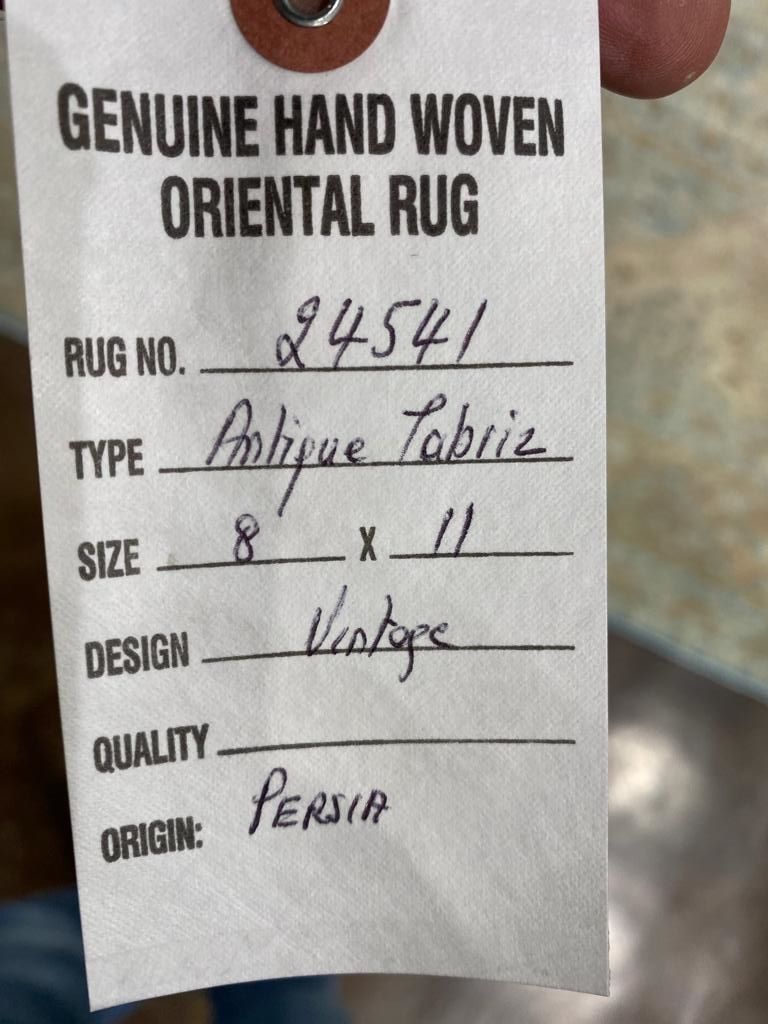 GENUINE HAND WOVEN
ORIENTAL RUG
RUG NO. 24541
TYPE Antique Tabriz
SIZE 8 X 11
DESIGN Vintage
QUALITY
ORIGIN: PERSIA